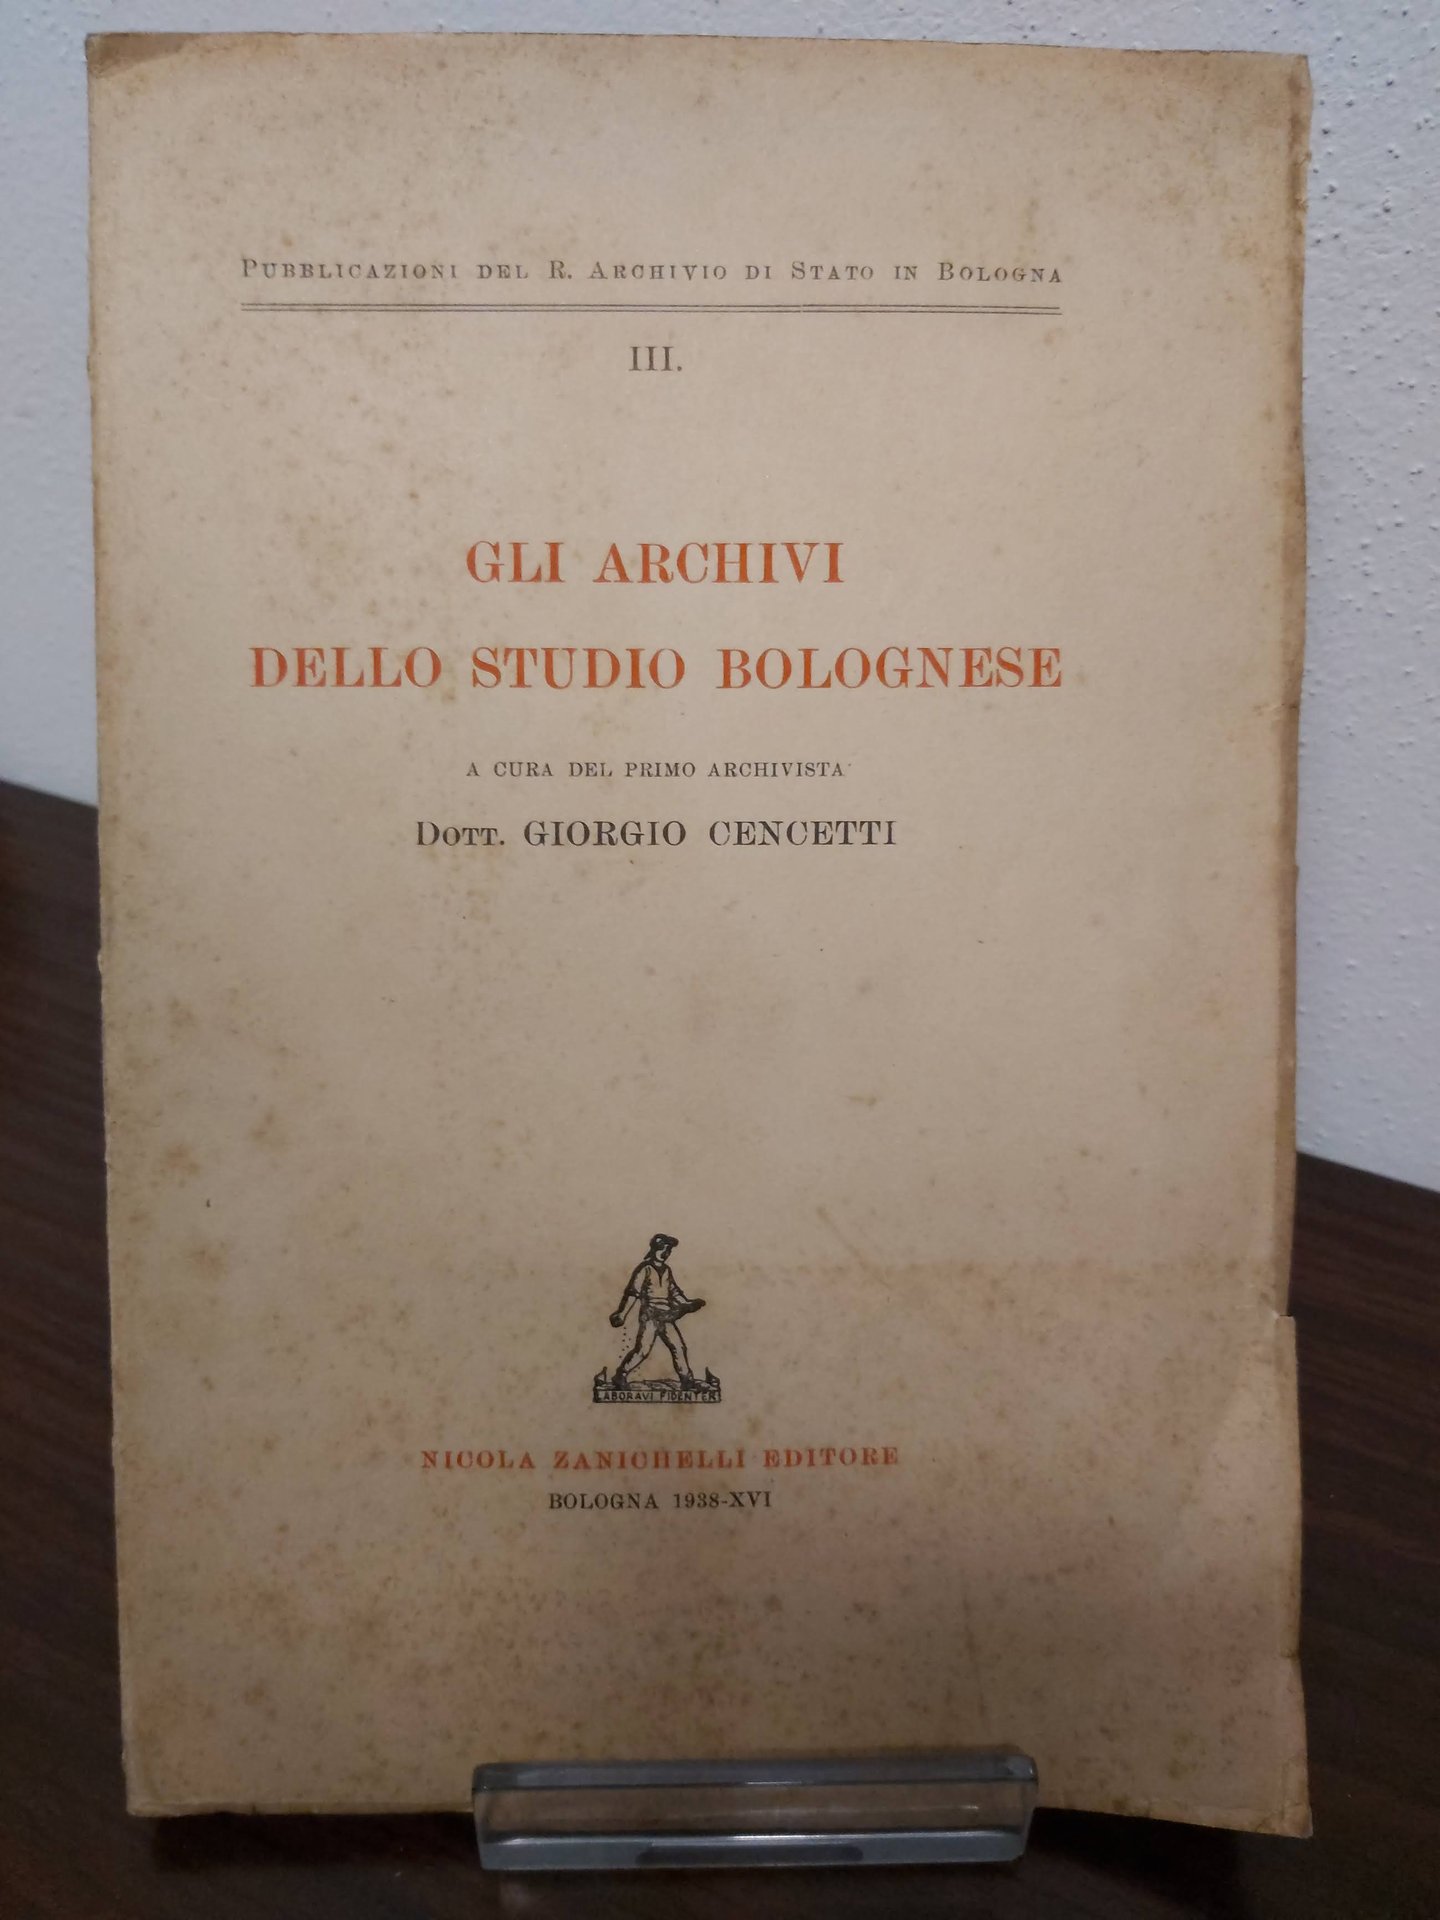 PUBBLICAZIONI DEL R. ARCHIVIO DI STATO IN BOLOGNA
III.
GLI ARCHIVI
DELLO STUDIO BOLOGNESE
A CURA DEL PRIMO ARCHIVISTA
DOTT. GIORGIO CENCETTI
LABORAVI FIDENTER
NICOLA ZANICHELLI EDITORE
BOLOGNA 1938-XVI